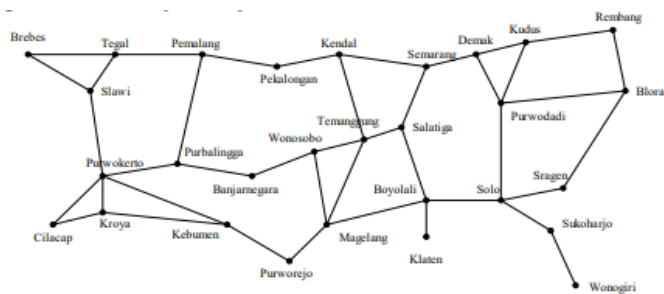 Rembang
Brebes
Tegal
Pemalang
Kendal
Semarang
Demak
Kudus
Pekalongan
Slawi
Blora
Temanggung
Salatiga
Purwodadi
Wonosobo
Purwokerto
Purbalingga
Banjarnegara
Boyolali
Solo
Sragen
Cilacap
Kroya
Kebumen
Magelang
Sukoharjo
Klaten
Purworejo
Wonogiri